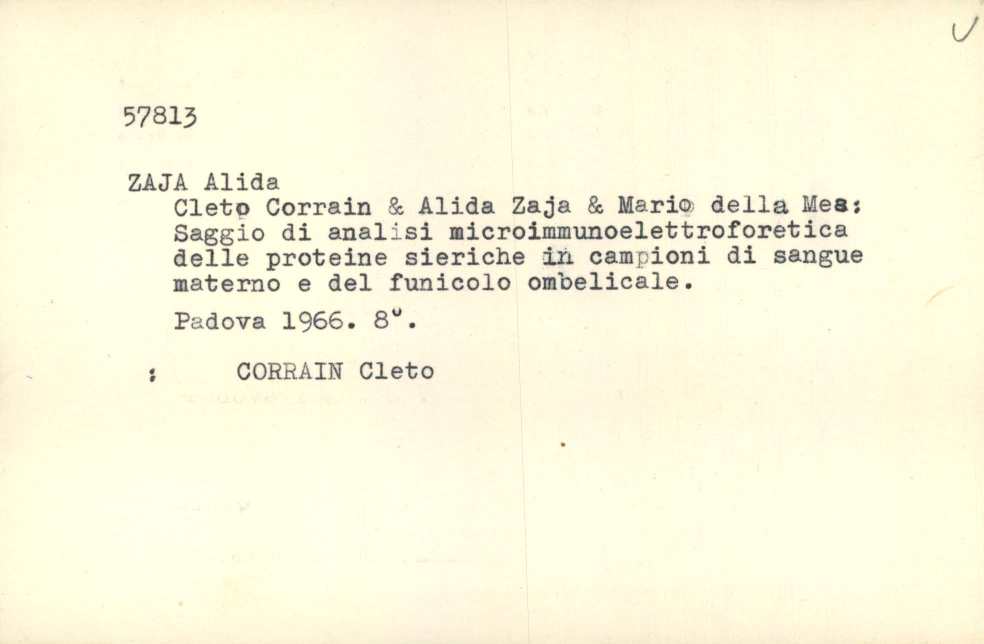 57813
ZAJA Alida
Cleto Corrain & Alida Zaja & Mario della Mea:
Saggio di analisi microimmunoelettroforetica
delle proteine sieriche in campioni di sangue
materno e del funicolo ombelicale.
Padova 1966. 8°.
: CORRAIN Cleto